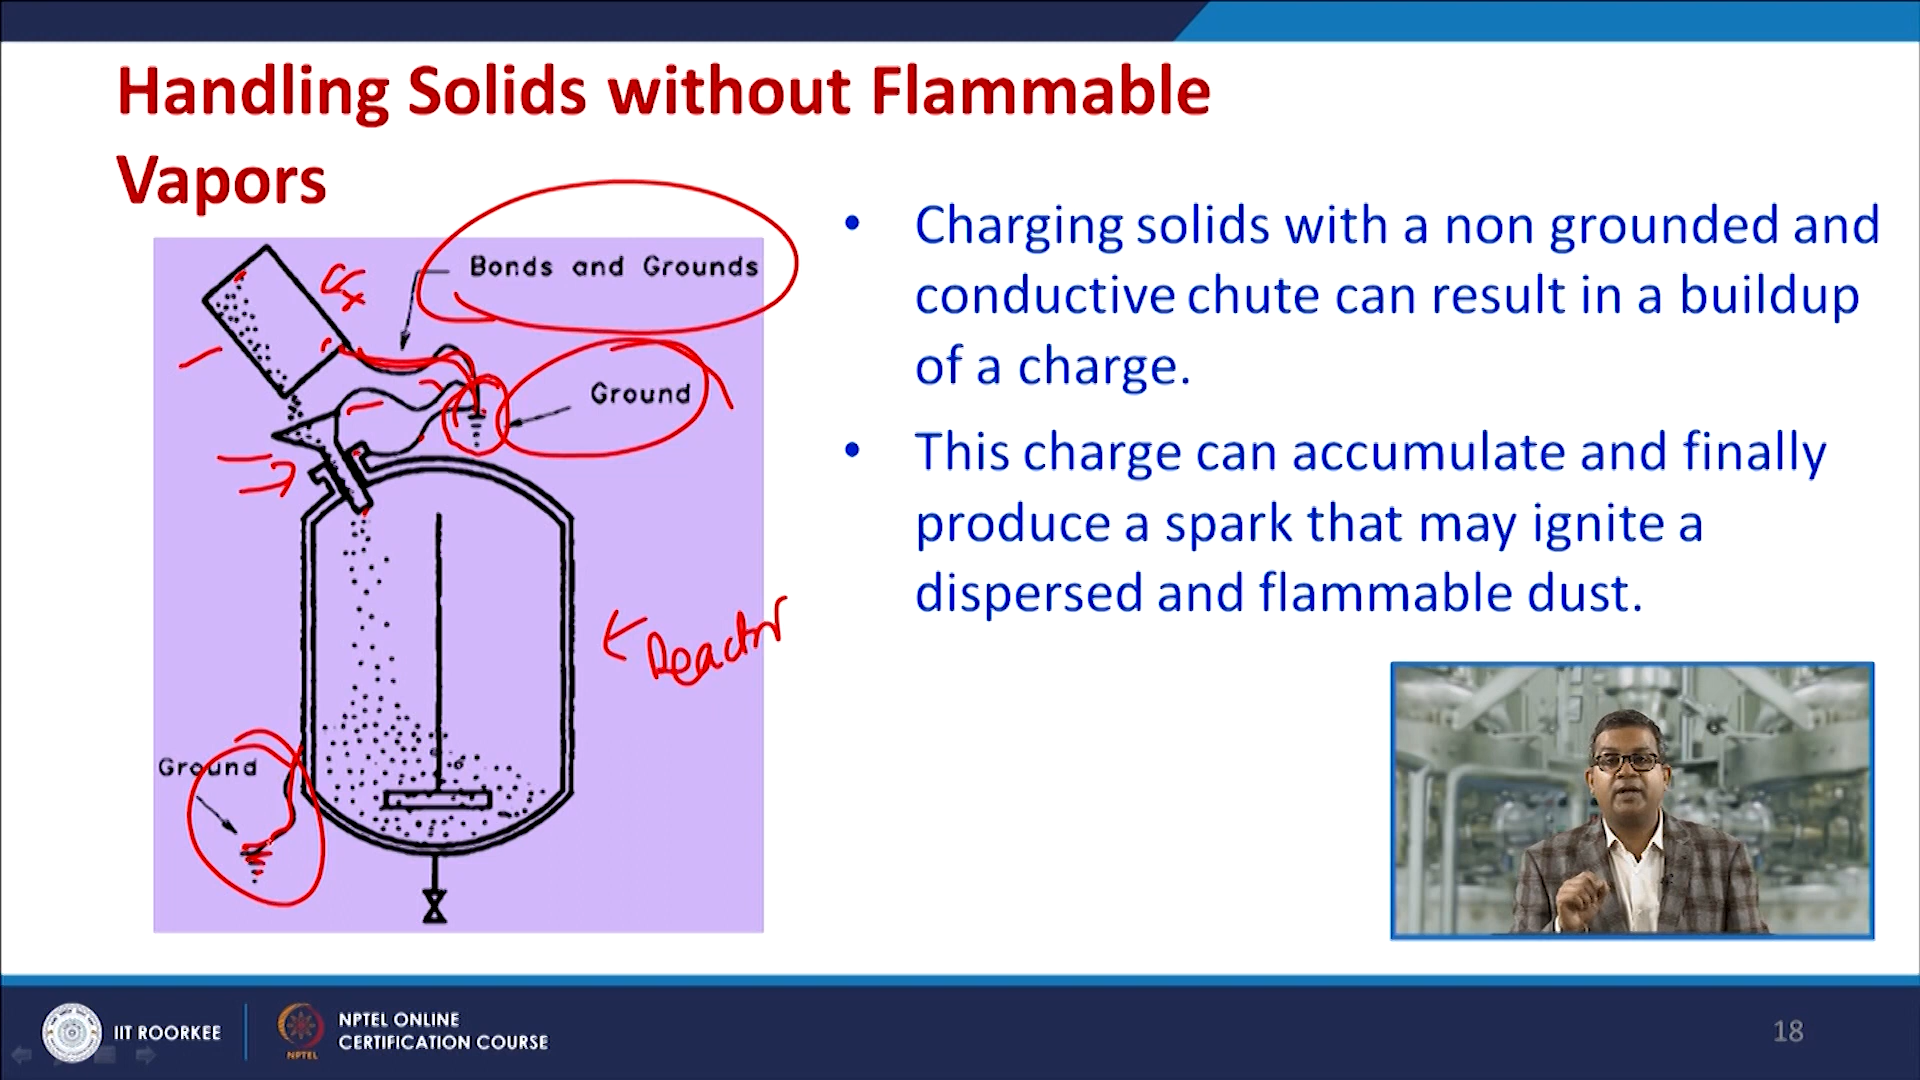 Handling Solids without Flammable
Vapors
Bonds and Grounds
Ground
Reactor
Ground
• Charging solids with a non grounded and
conductive chute can result in a buildup
of a charge.
• This charge can accumulate and finally
produce a spark that may ignite a
dispersed and flammable dust.
IIT ROORKEE
NPTEL
NPTEL ONLINE
CERTIFICATION COURSE
18